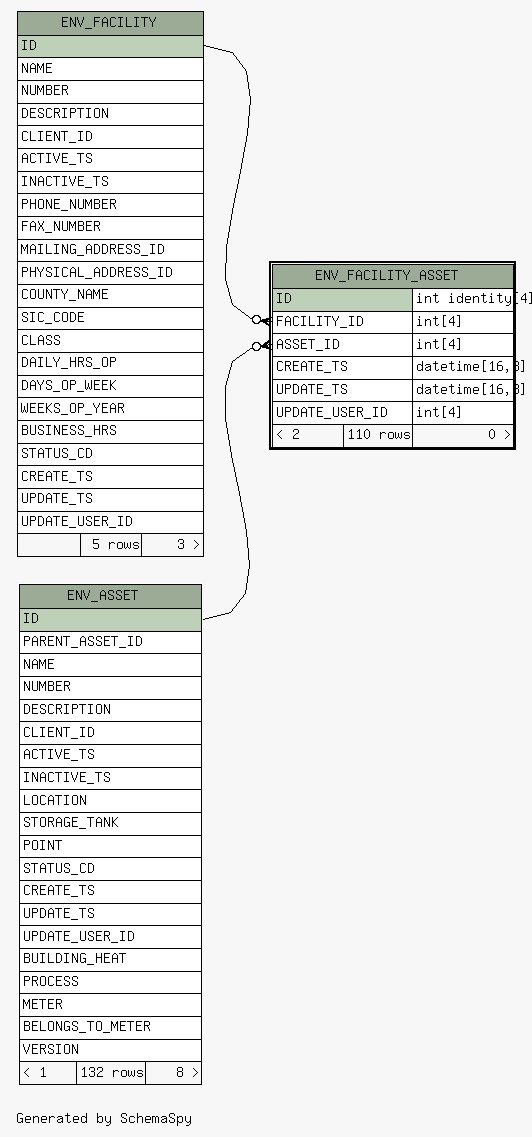 ENV_FACILITY
ID
NAME
NUMBER
DESCRIPTION
CLIENT_ID
ACTIVE_TS
INACTIVE_TS
PHONE_NUMBER
FAX_NUMBER
MAILING_ADDRESS_ID
PHYSICAL_ADDRESS_ID
COUNTY_NAME
SIC_CODE
CLASS
DAILY_HRS_OP
DAYS_OP_WEEK
WEEKS_OP_YEAR
BUSINESS_HRS
STATUS_CD
CREATE_TS
UPDATE_TS
UPDATE_USER_ID
5 rows 3 >
ENV_FACILITY_ASSET
ID int identity[4]
FACILITY_ID int[4]
ASSET_ID int[4]
CREATE_TS datetime[16,3]
UPDATE_TS datetime[16,3]
UPDATE_USER_ID int[4]
< 2 110 rows 0 >
ENV_ASSET
ID
PARENT_ASSET_ID
NAME
NUMBER
DESCRIPTION
CLIENT_ID
ACTIVE_TS
INACTIVE_TS
LOCATION
STORAGE_TANK
POINT
STATUS_CD
CREATE_TS
UPDATE_TS
UPDATE_USER_ID
BUILDING_HEAT
PROCESS
METER
BELONGS_TO_METER
VERSION
< 1 132 rows 8 >
Generated by SchemaSpy